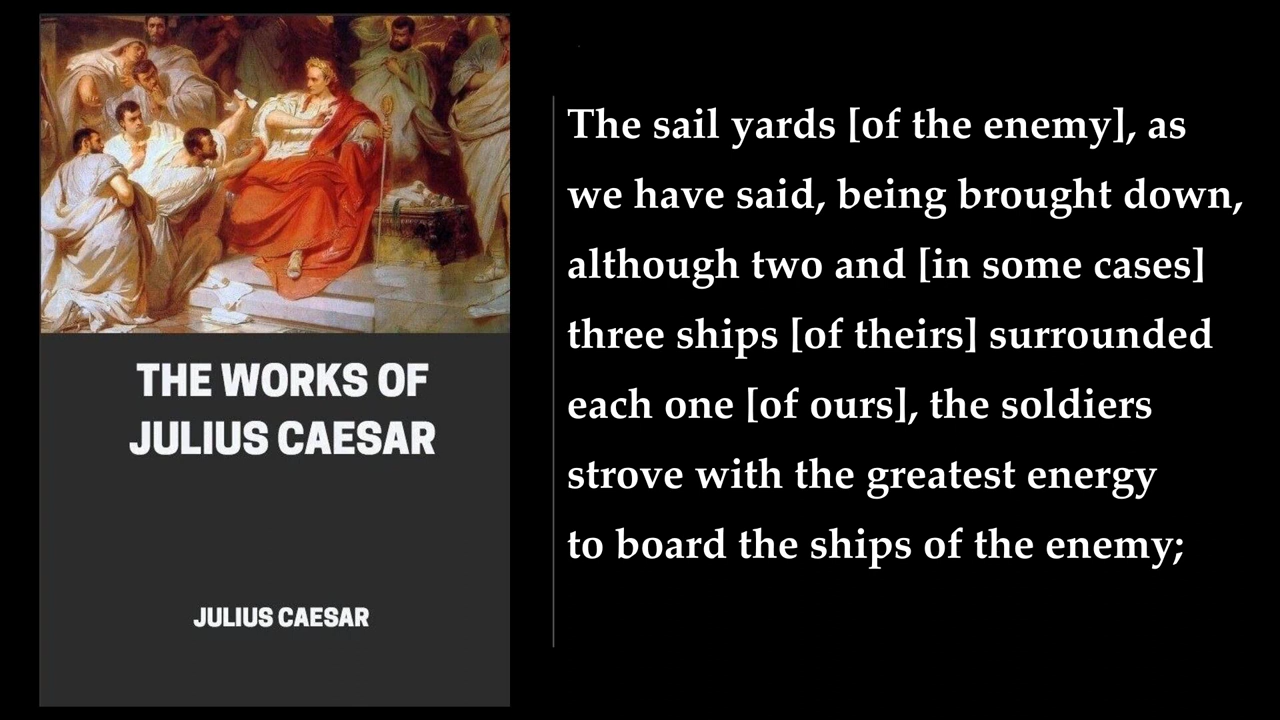 THE WORKS OF
JULIUS CAESAR
JULIUS CAESAR
The sail yards [of the enemy], as
we have said, being brought down,
although two and [in some cases]
three ships [of theirs] surrounded
each one [of ours], the soldiers
strove with the greatest energy
to board the ships of the enemy;